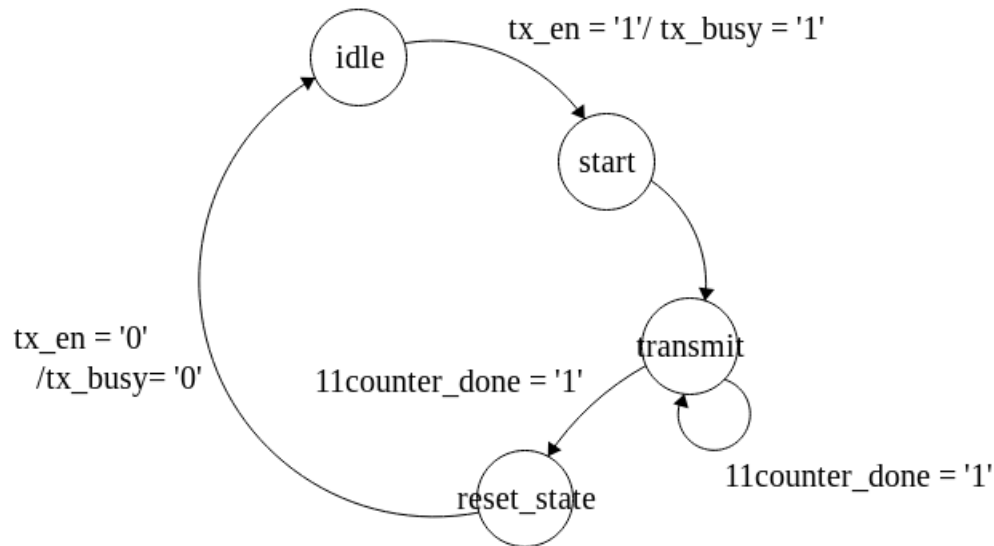 tx_en = '1'/ tx_busy = '1'
idle
start
transmit
tx_en = '0'
/tx_busy= '0'
11counter_done = '1'
11counter_done = '1'
reset_state